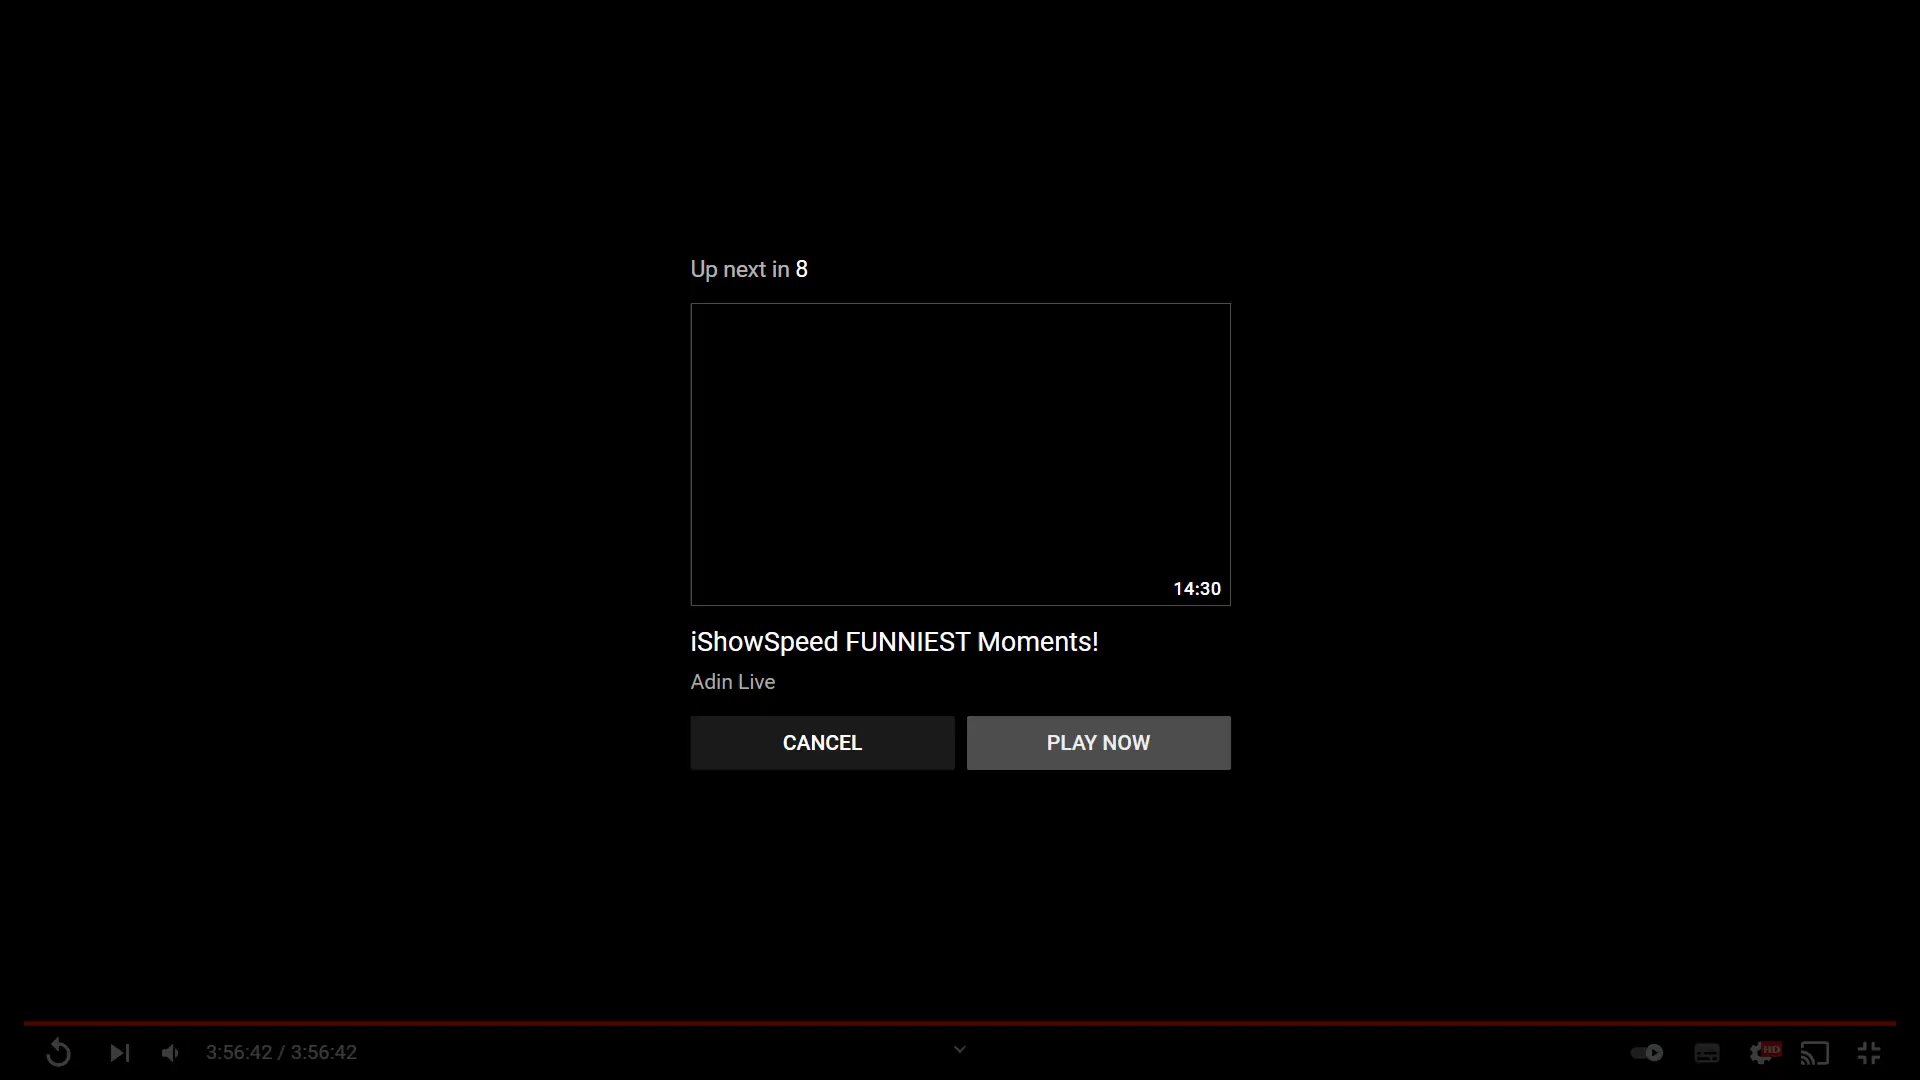 Up next in 8
14:30
iShowSpeed FUNNIEST Moments!
Adin Live
CANCEL
PLAY NOW
3:56:42 / 3:56:42
HD